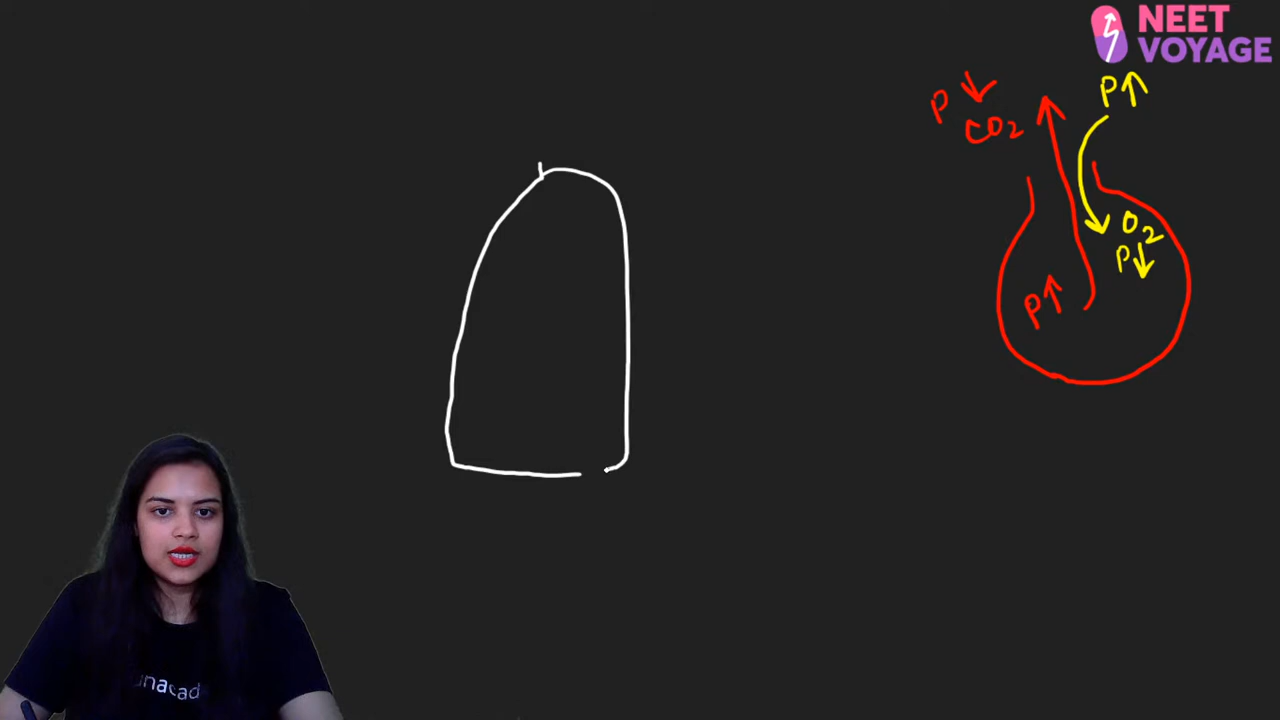 NEET
VOYAGE
P ↓
CO2
P↑
O2
P↓
P↑
unacad